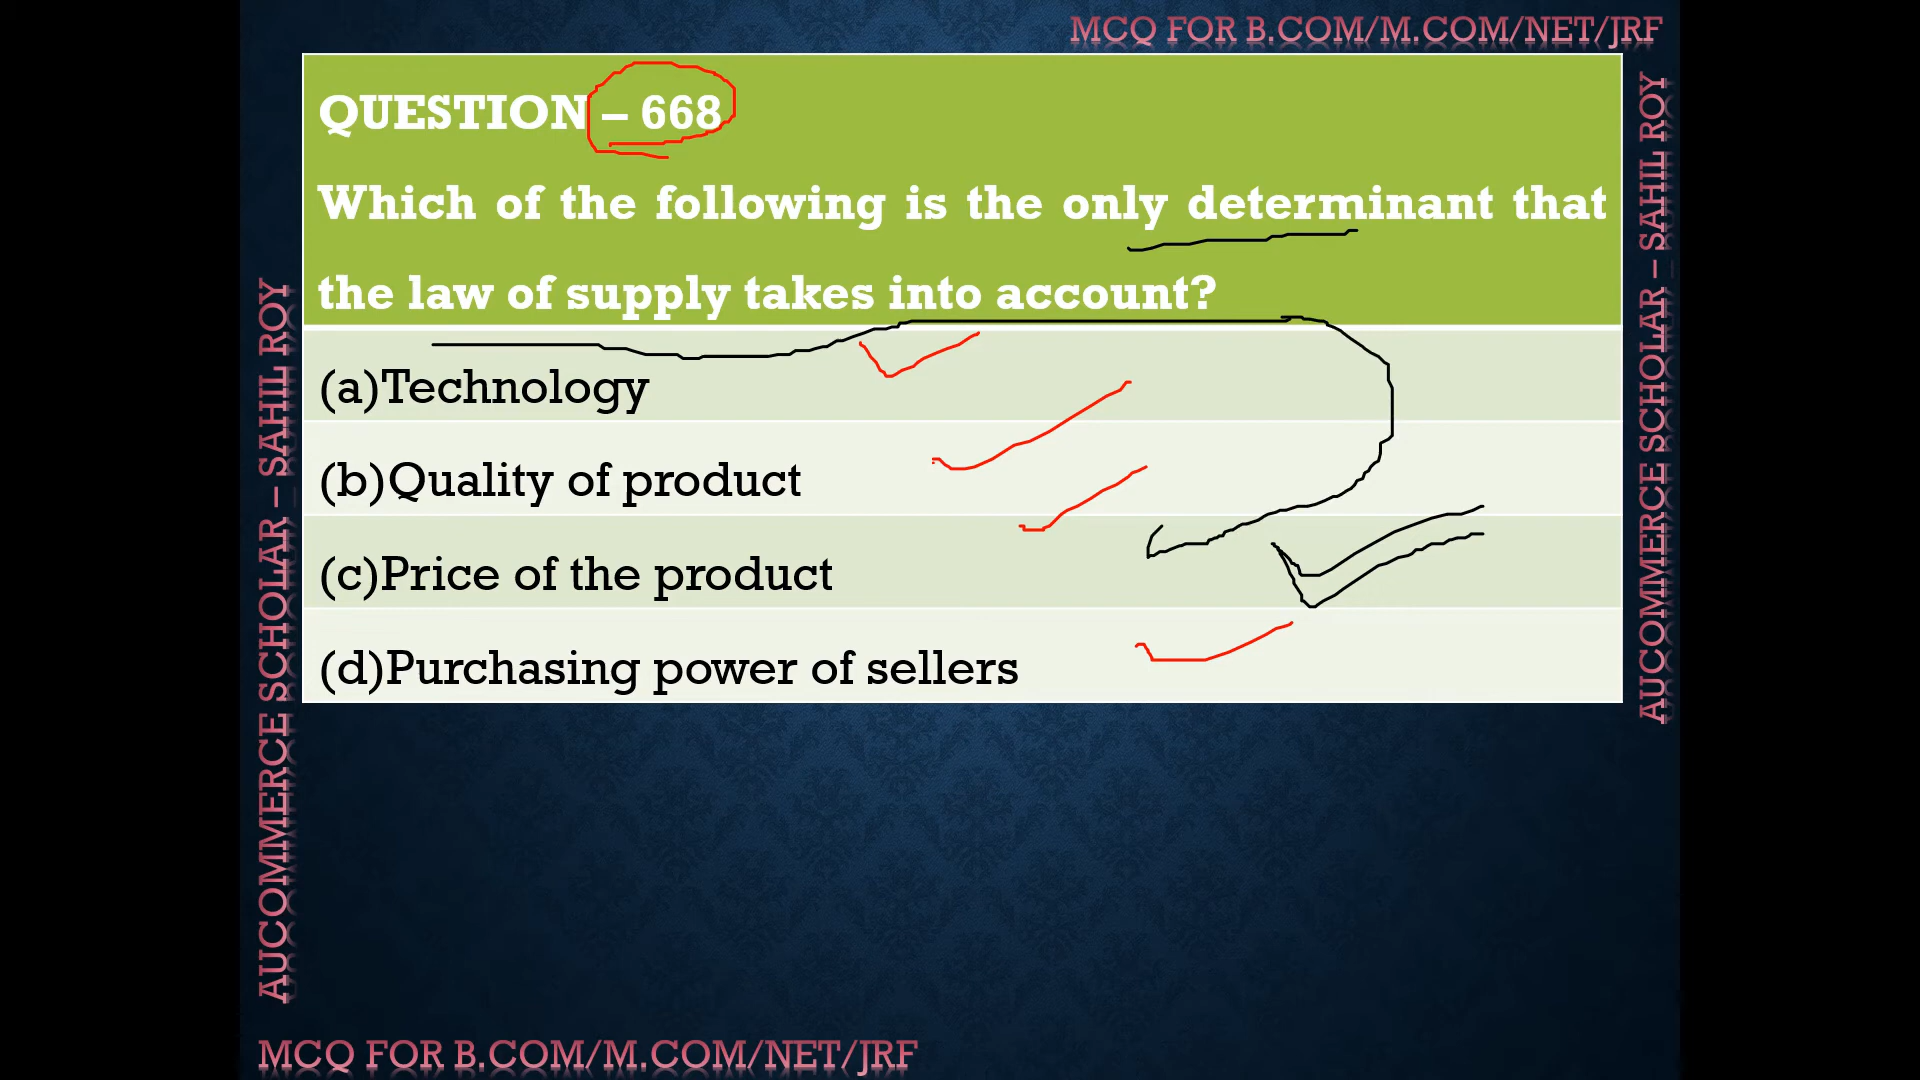 MCQ FOR B.COM/M.COM/NET/JRF
QUESTION – 668
Which of the following is the only determinant that
the law of supply takes into account?
(a)Technology
(b)Quality of product
(c)Price of the product
(d)Purchasing power of sellers
AUCOMMERCE SCHOLAR – SAHIL ROY
AUCOMMERCE SCHOLAR – SAHIL ROY
MCQ FOR B.COM/M.COM/NET/JRF